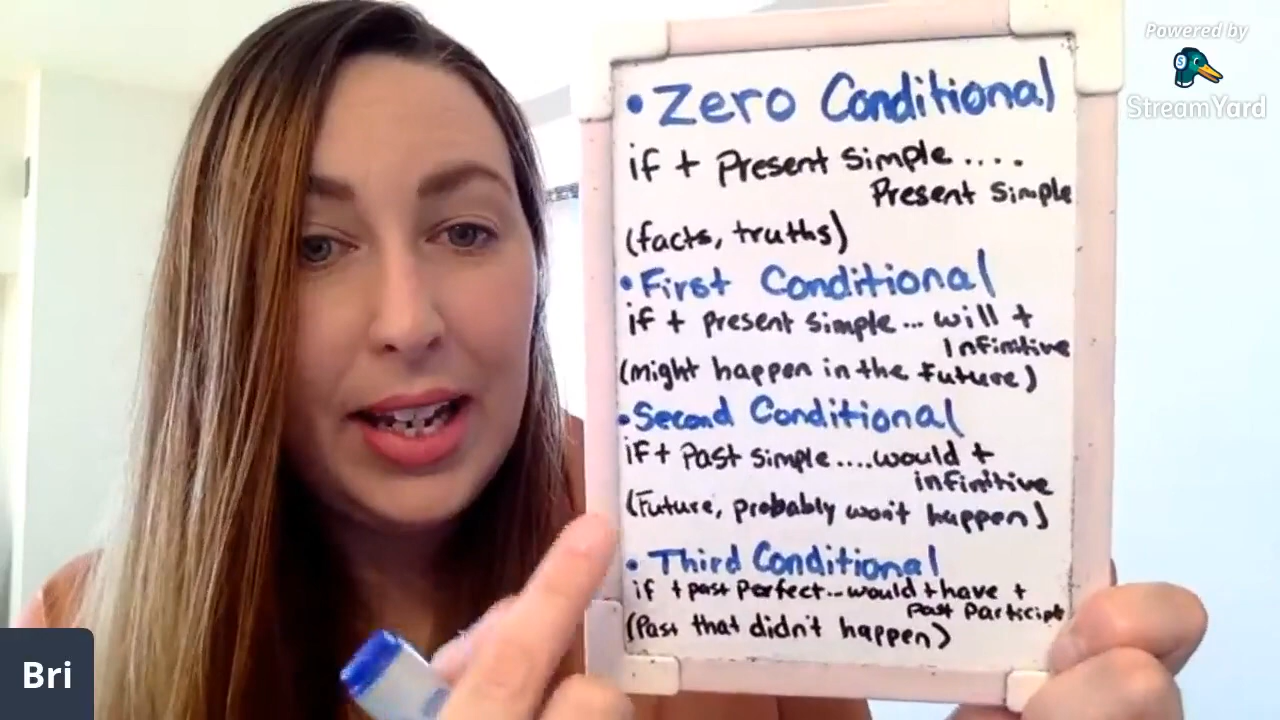 Powered by
StreamYard
• Zero Conditional
if + Present Simple ....
Present Simple
(facts, truths)
• First Conditional
if + present simple ... will +
Infinitive
(might happen in the future)
• Second Conditional
if + Past simple .... would +
infinitive
(Future, probably won't happen)
• Third Conditional
if + past Perfect... would + have +
Past Particip
(Past that didn't happen)
Bri